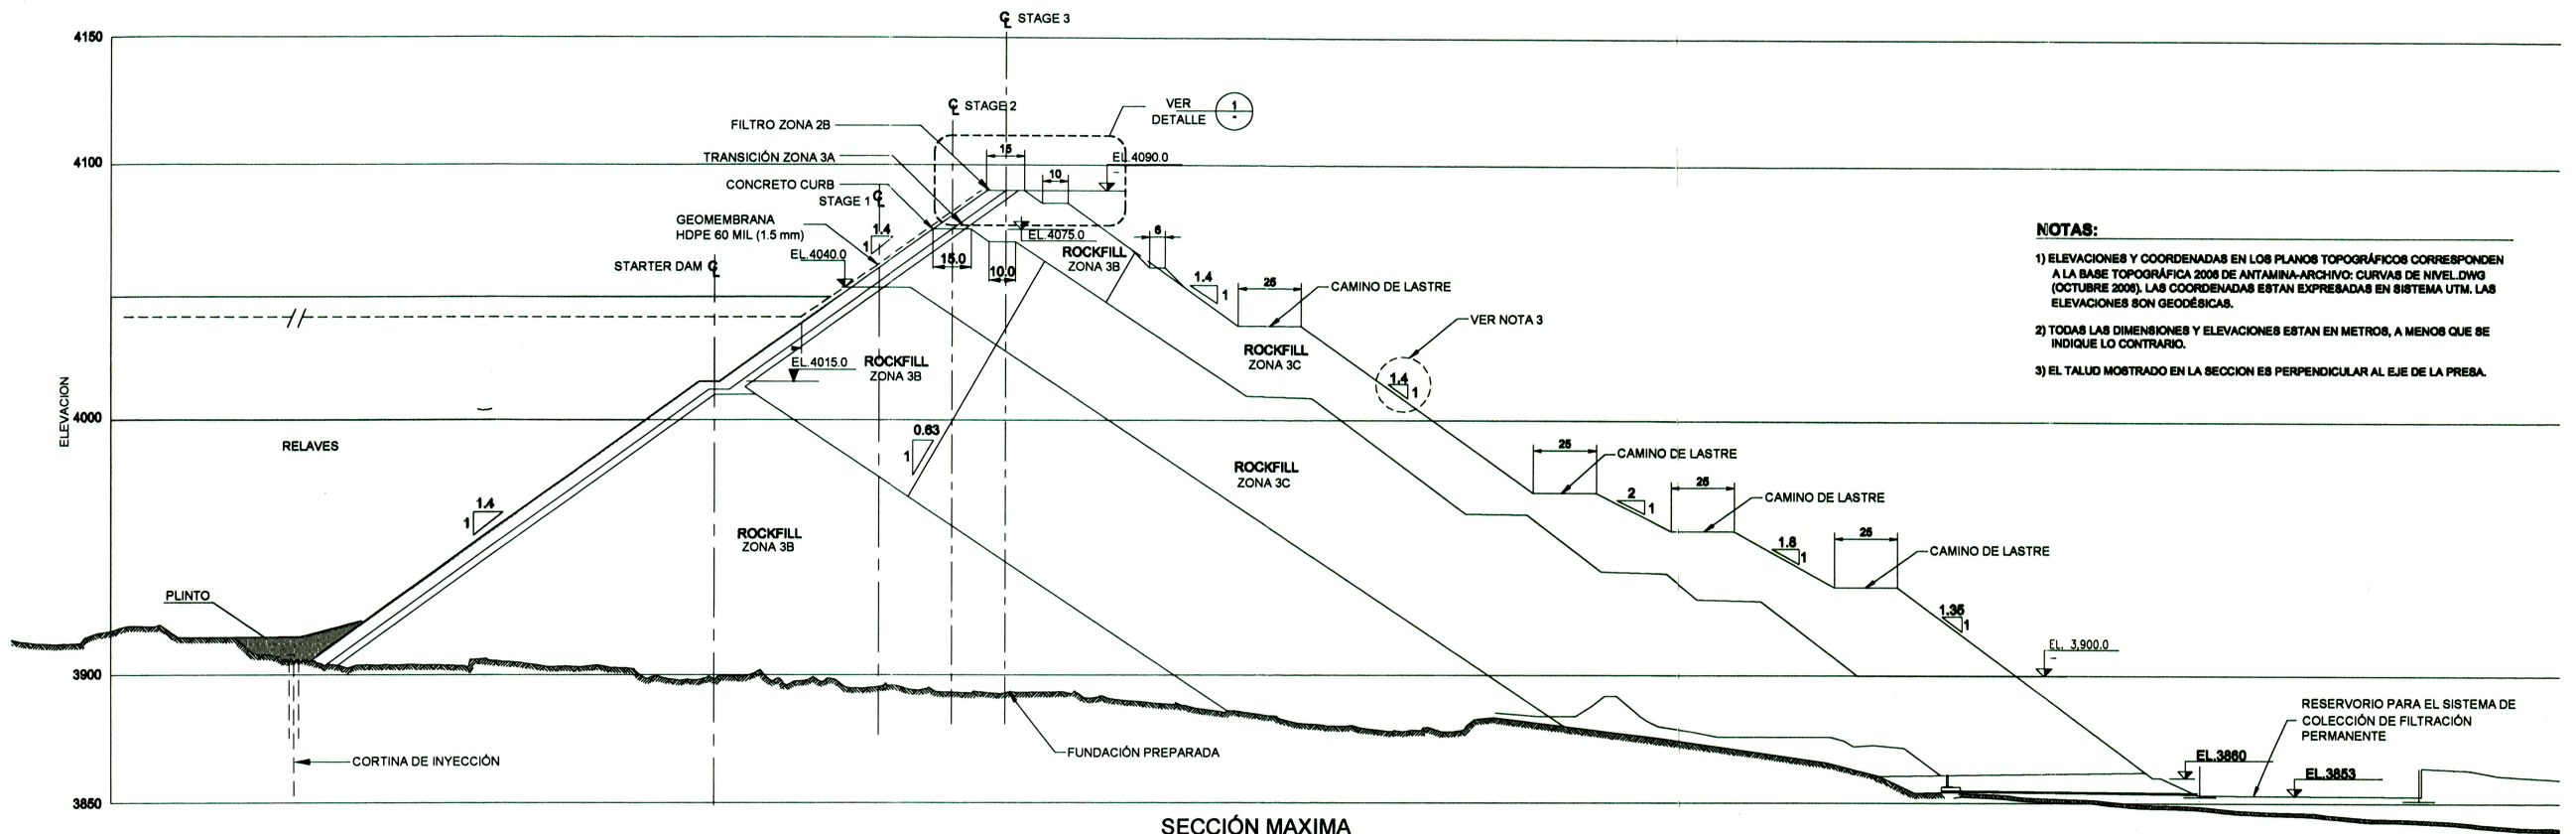 ℄ STAGE 3
4150
℄ STAGE 2
VER
DETALLE
1
-
FILTRO ZONA 2B
TRANSICIÓN ZONA 3A
15
EL.4090.0
4100
CONCRETO CURB
10
STAGE 1 ℄
GEOMEMBRANA
HDPE 60 MIL (1.5 mm)
1.4
1
EL.4075.0
6
ROCKFILL
ZONA 3B
EL.4040.0
15.0
10.0
STARTER DAM ℄
1.4
1
25
CAMINO DE LASTRE
VER NOTA 3
NOTAS:
1) ELEVACIONES Y COORDENADAS EN LOS PLANOS TOPOGRÁFICOS CORRESPONDEN
A LA BASE TOPOGRÁFICA 2006 DE ANTAMINA-ARCHIVO: CURVAS DE NIVEL.DWG
(OCTUBRE 2006). LAS COORDENADAS ESTAN EXPRESADAS EN SISTEMA UTM. LAS
ELEVACIONES SON GEODÉSICAS.
2) TODAS LAS DIMENSIONES Y ELEVACIONES ESTAN EN METROS, A MENOS QUE SE
INDIQUE LO CONTRARIO.
3) EL TALUD MOSTRADO EN LA SECCION ES PERPENDICULAR AL EJE DE LA PRESA.
EL.4015.0
ROCKFILL
ZONA 3B
ROCKFILL
ZONA 3C
1.4
1
ELEVACION
4000
RELAVES
0.63
1
ROCKFILL
ZONA 3C
25
CAMINO DE LASTRE
2
1
25
CAMINO DE LASTRE
1.4
1
ROCKFILL
ZONA 3B
1.8
1
25
CAMINO DE LASTRE
PLINTO
1.35
1
3900
EL. 3,900.0
CORTINA DE INYECCIÓN
FUNDACIÓN PREPARADA
RESERVORIO PARA EL SISTEMA DE
COLECCIÓN DE FILTRACIÓN
PERMANENTE
EL.3860
EL.3853
3850
SECCIÓN MAXIMA